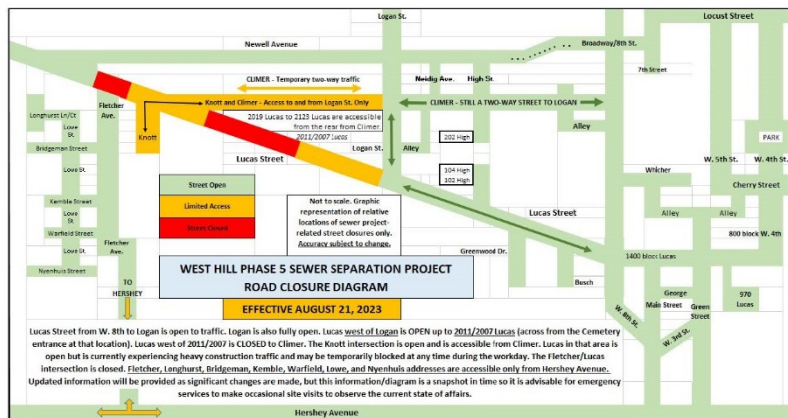 Logan St.
Locust Street
Newell Avenue
Broadway/8th St.
7th Street
CLIMER - Temporary two-way traffic
Neidig Ave.
High St.
Fletcher
Ave.
Knott and Climer - Access to and from Logan St. Only
CLIMER - STILL A TWO-WAY STREET TO LOGAN
Longhurst Ln/Ct
Love
St.
2019 Lucas to 2123 Lucas are accessible
from the rear from Climer.
2011/2007 Lucas
Alley
Knott
202 High
PARK
Bridgeman Street
Logan St.
Alley
Lucas Street
W. 5th St.
W. 4th St.
Love St.
104 High
102 High
Whicher
Street Open
Cherry Street
Kemble Street
Limited Access
Not to scale. Graphic
representation of relative
locations of sewer project-
related street closures only.
Accuracy subject to change.
Love
St.
Lucas Street
Alley
Alley
Warfield Street
Street Closed
800 block W. 4th
Fletcher
Ave.
Love St.
Greenwood Dr.
1400 block Lucas
Nyenhuis Street
WEST HILL PHASE 5 SEWER SEPARATION PROJECT
ROAD CLOSURE DIAGRAM
TO
HERSHEY
Busch
George
Main Street
Green
Street
970
Lucas
EFFECTIVE AUGUST 21, 2023
W. 8th St.
W. 3rd St.
Lucas Street from W. 8th to Logan is open to traffic. Logan is also fully open. Lucas west of Logan is OPEN up to 2011/2007 Lucas (across from the Cemetery
entrance at that location). Lucas west of 2011/2007 is CLOSED to Climer. The Knott intersection is open and is accessible from Climer. Lucas in that area is
open but is currently experiencing heavy construction traffic and may be temporarily blocked at any time during the workday. The Fletcher/Lucas
intersection is closed. Fletcher, Longhurst, Bridgeman, Kemble, Warfield, Lowe, and Nyenhuis addresses are accessible only from Hershey Avenue.
Updated information will be provided as significant changes are made, but this information/diagram is a snapshot in time so it is advisable for emergency
services to make occasional site visits to observe the current state of affairs.
Hershey Avenue